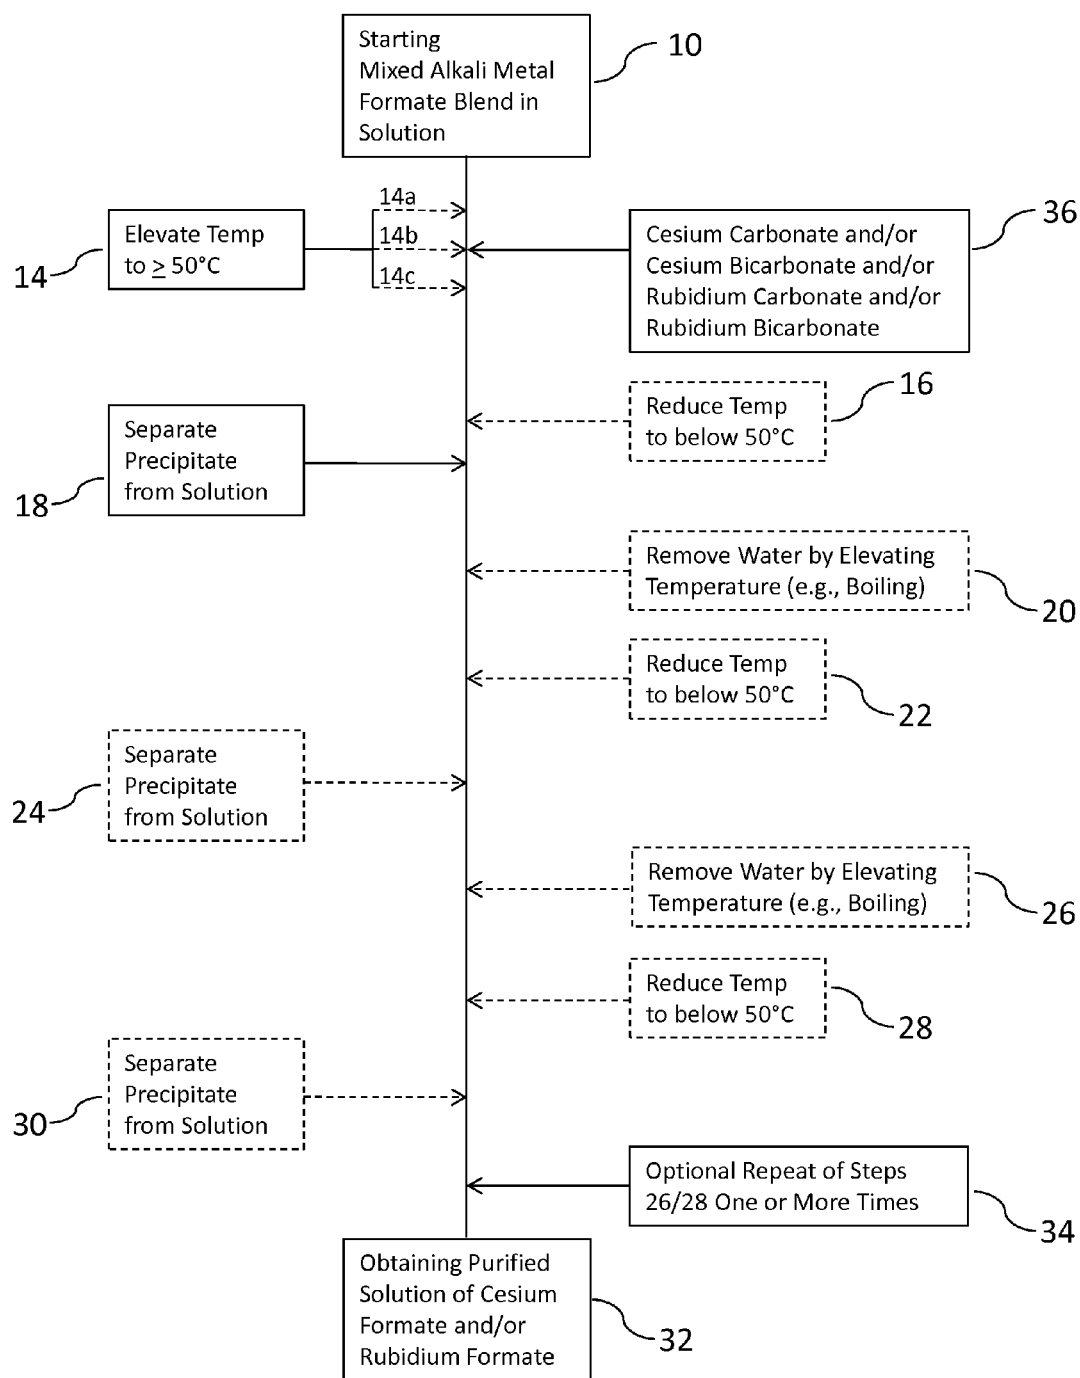 Starting
Mixed Alkali Metal
Formate Blend in
Solution
10
14a
14b
14c
Elevate Temp
to ≥ 50°C
14
Cesium Carbonate and/or
Cesium Bicarbonate and/or
Rubidium Carbonate and/or
Rubidium Bicarbonate
36
Reduce Temp
to below 50°C
16
Separate
Precipitate
from Solution
18
Remove Water by Elevating
Temperature (e.g., Boiling)
20
Reduce Temp
to below 50°C
22
Separate
Precipitate
from Solution
24
Remove Water by Elevating
Temperature (e.g., Boiling)
26
Reduce Temp
to below 50°C
28
Separate
Precipitate
from Solution
30
Optional Repeat of Steps
26/28 One or More Times
34
Obtaining Purified
Solution of Cesium
Formate and/or
Rubidium Formate
32